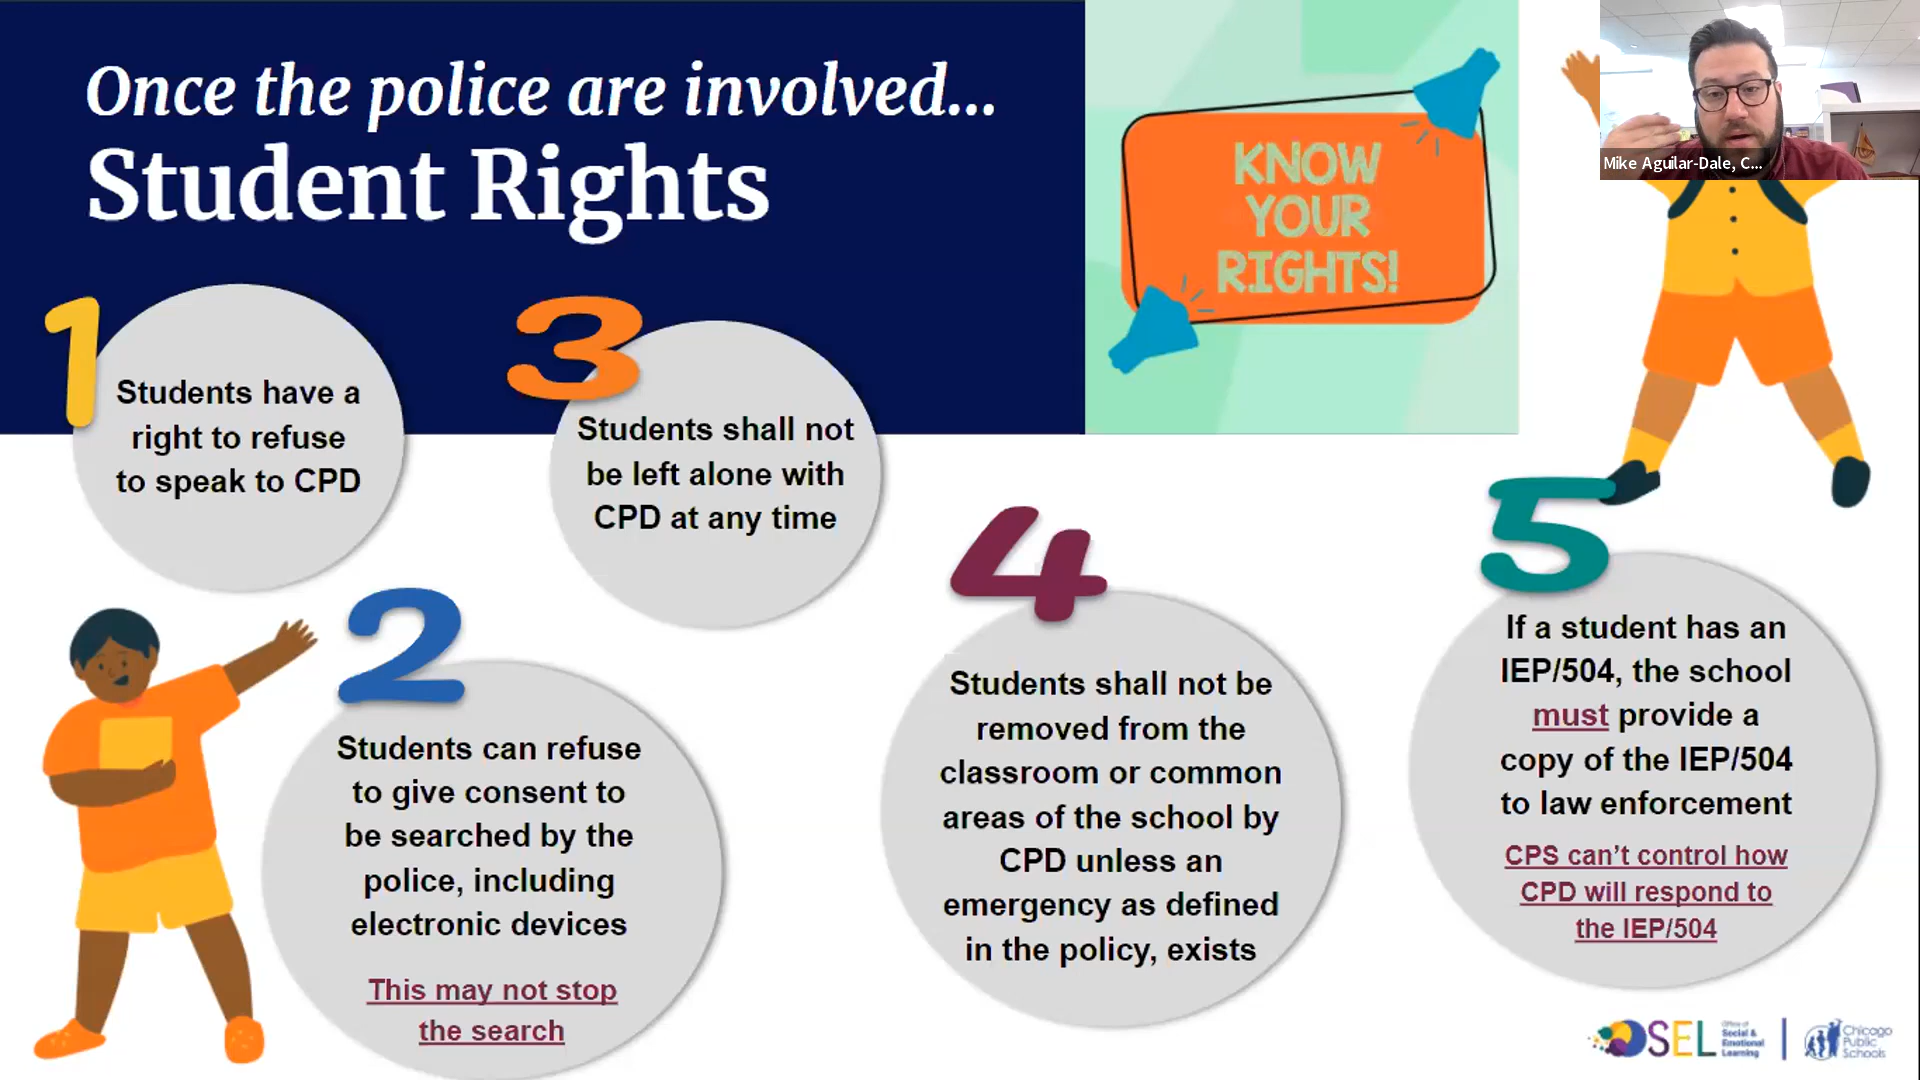 Once the police are involved...
Student Rights
KNOW
YOUR
RIGHTS!
Mike Aguilar-Dale, C...
1
Students have a
right to refuse
to speak to CPD
2
Students can refuse
to give consent to
be searched by the
police, including
electronic devices
This may not stop
the search
3
Students shall not
be left alone with
CPD at any time
4
Students shall not be
removed from the
classroom or common
areas of the school by
CPD unless an
emergency as defined
in the policy, exists
5
If a student has an
IEP/504, the school
must provide a
copy of the IEP/504
to law enforcement
CPS can’t control how
CPD will respond to
the IEP/504
OSEL
Office of
Social &
Emotional
Learning
Chicago
Public
Schools